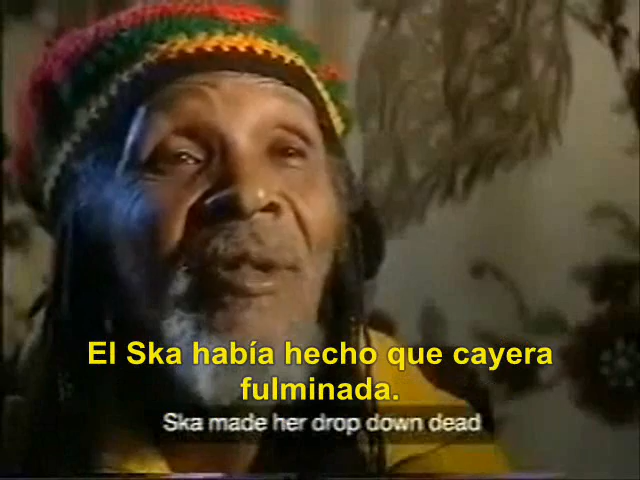 El Ska había hecho que cayera
fulminada.
Ska made her drop down dead